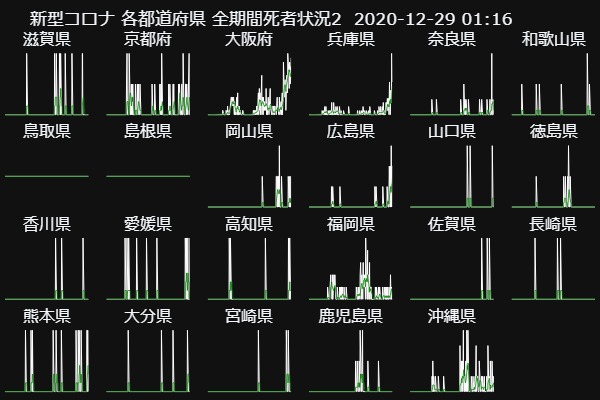 新型コロナ 各都道府県 全期間死者状況2 2020-12-29 01:16
滋賀県 京都府 大阪府 兵庫県 奈良県 和歌山県
鳥取県 島根県 岡山県 広島県 山口県 徳島県
香川県 愛媛県 高知県 福岡県 佐賀県 長崎県
熊本県 大分県 宮崎県 鹿児島県 沖縄県